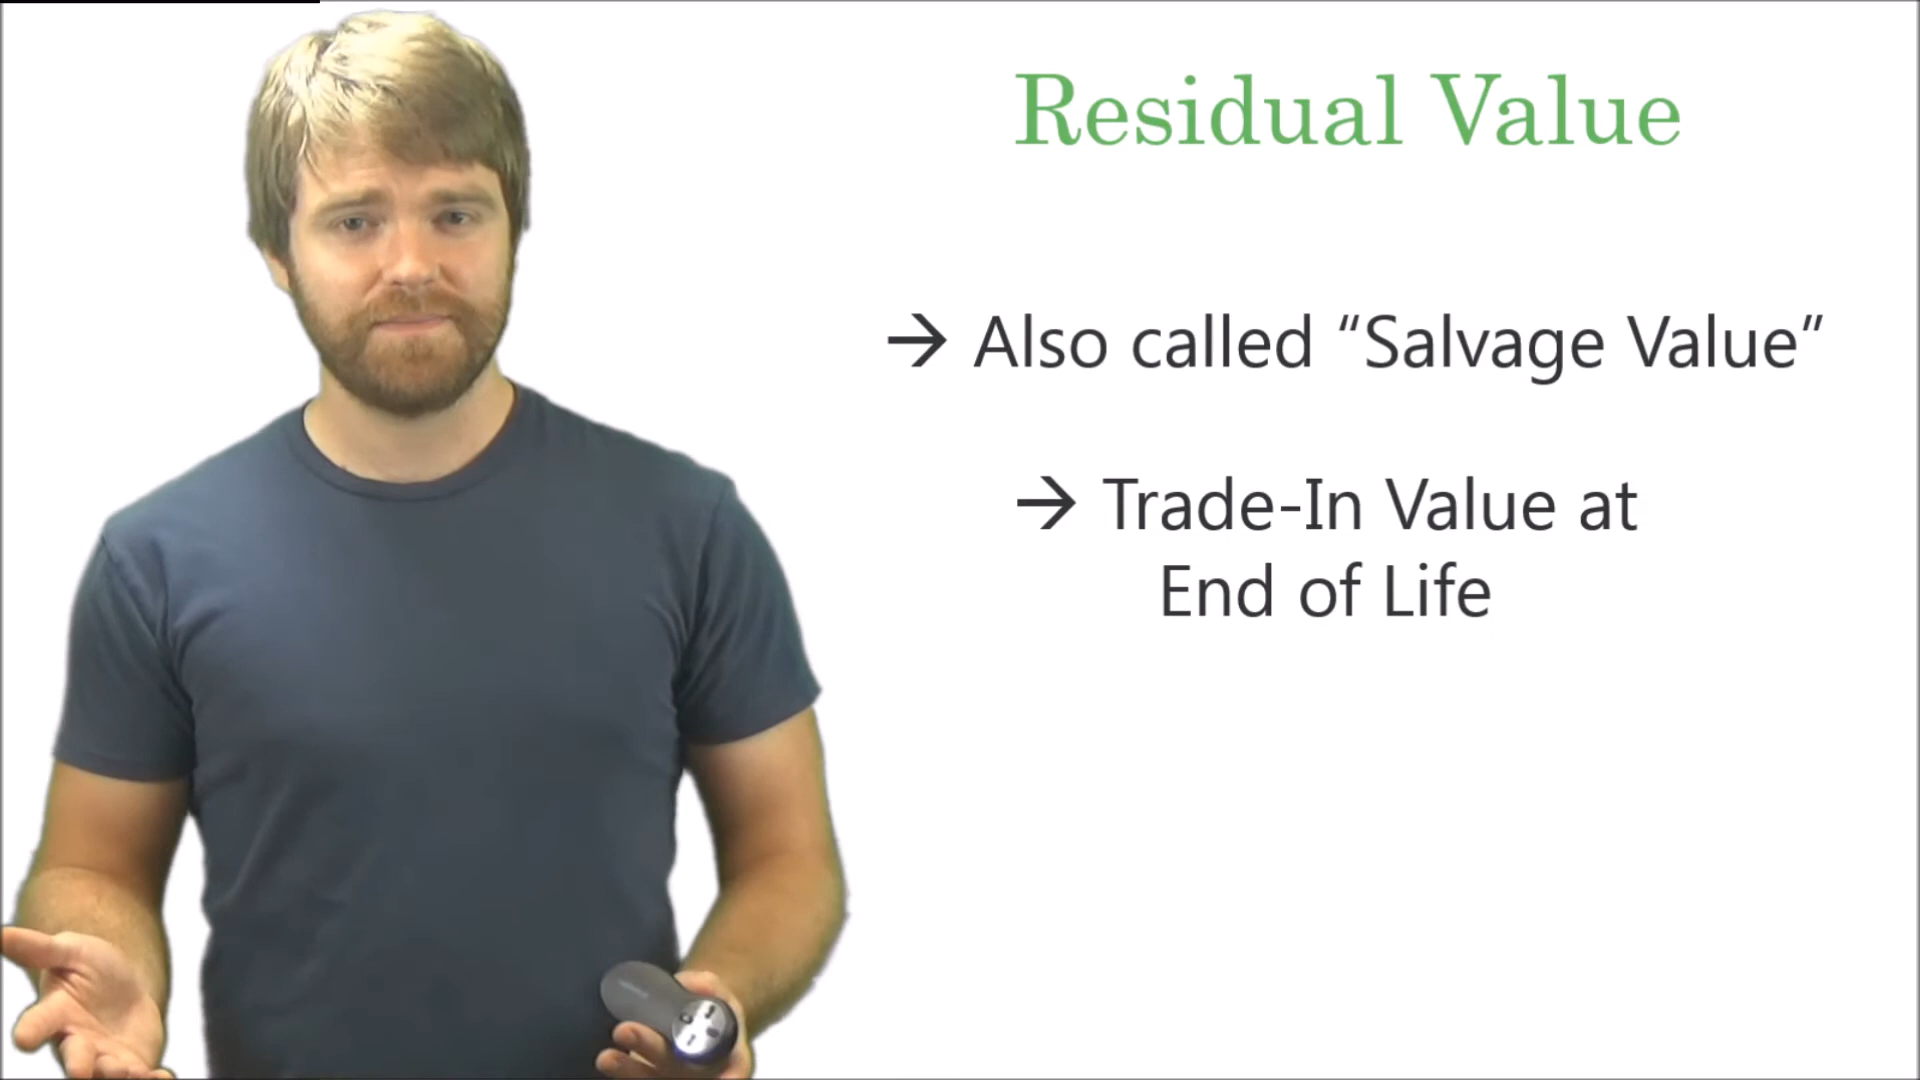 Residual Value
→ Also called “Salvage Value”
→ Trade-In Value at
End of Life